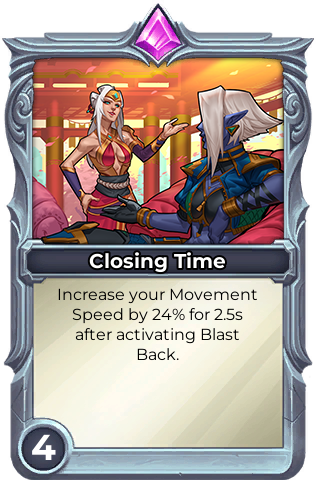 Closing Time
Increase your Movement
Speed by 24% for 2.5s
after activating Blast
Back.
4